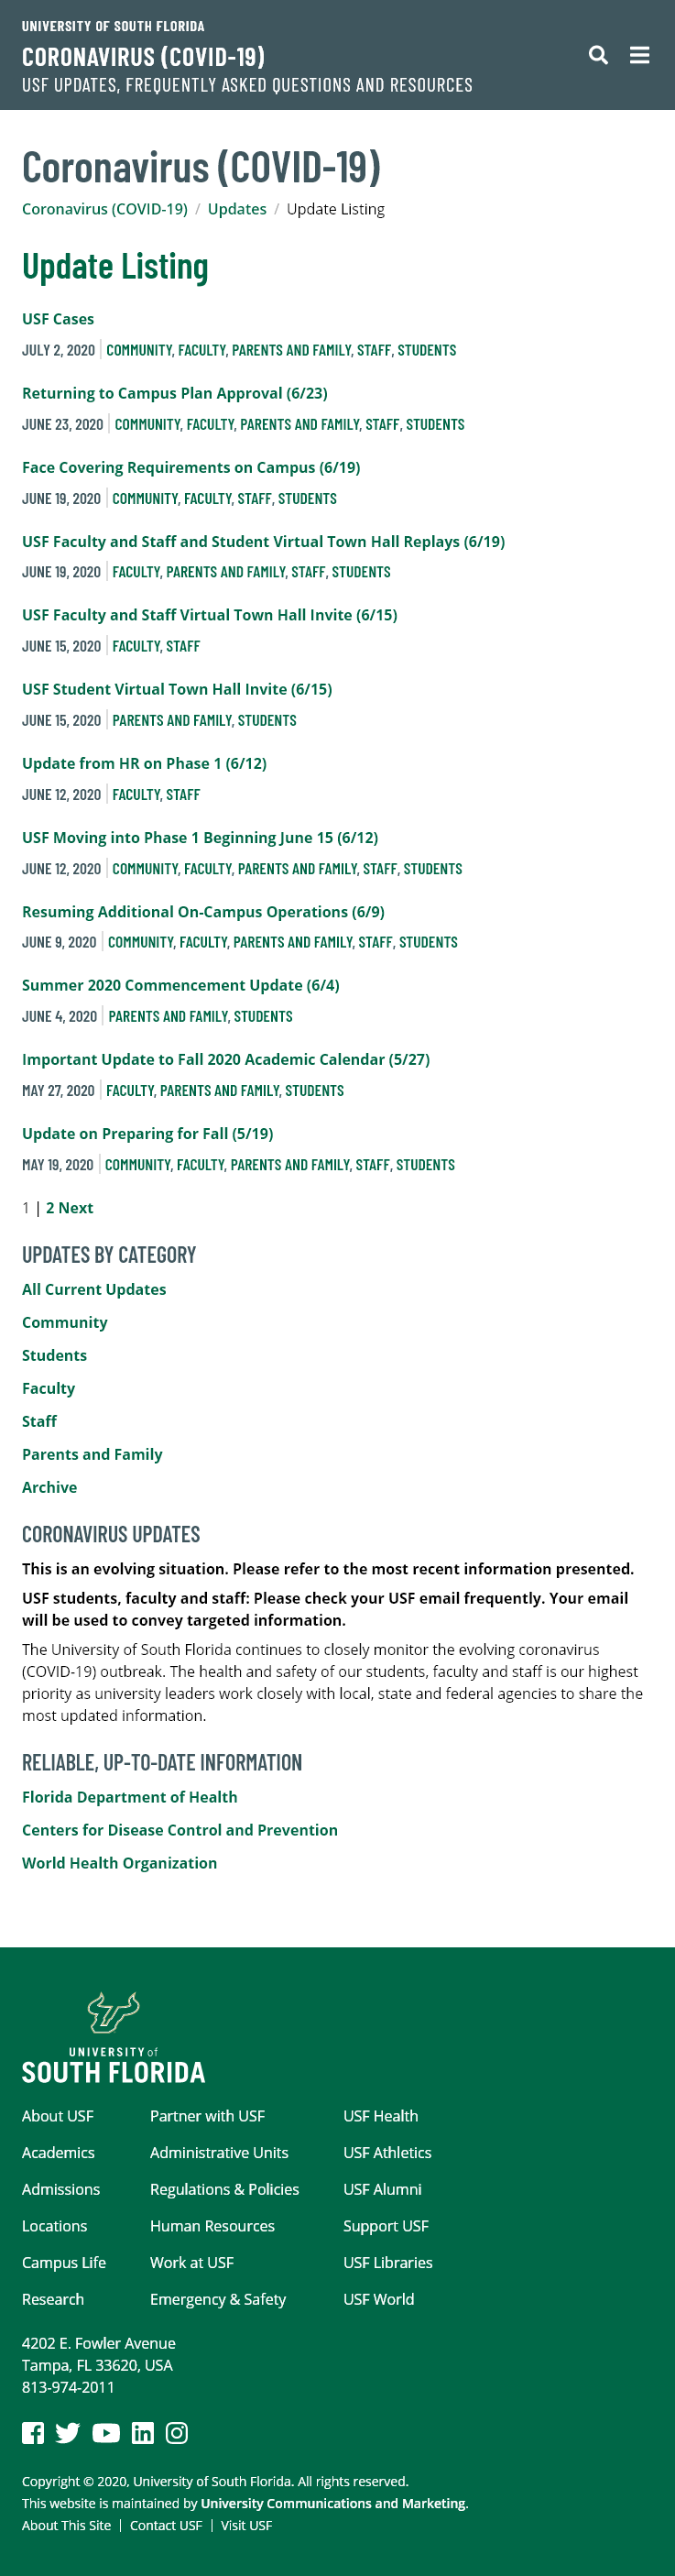 UNIVERSITY OF SOUTH FLORIDA
CORONAVIRUS (COVID-19)
USF UPDATES, FREQUENTLY ASKED QUESTIONS AND RESOURCES
Coronavirus (COVID-19)
Coronavirus (COVID-19) / Updates / Update Listing
Update Listing
USF Cases
JULY 2, 2020 | COMMUNITY, FACULTY, PARENTS AND FAMILY, STAFF, STUDENTS
Returning to Campus Plan Approval (6/23)
JUNE 23, 2020 | COMMUNITY, FACULTY, PARENTS AND FAMILY, STAFF, STUDENTS
Face Covering Requirements on Campus (6/19)
JUNE 19, 2020 | COMMUNITY, FACULTY, STAFF, STUDENTS
USF Faculty and Staff and Student Virtual Town Hall Replays (6/19)
JUNE 19, 2020 | FACULTY, PARENTS AND FAMILY, STAFF, STUDENTS
USF Faculty and Staff Virtual Town Hall Invite (6/15)
JUNE 15, 2020 | FACULTY, STAFF
USF Student Virtual Town Hall Invite (6/15)
JUNE 15, 2020 | PARENTS AND FAMILY, STUDENTS
Update from HR on Phase 1 (6/12)
JUNE 12, 2020 | FACULTY, STAFF
USF Moving into Phase 1 Beginning June 15 (6/12)
JUNE 12, 2020 | COMMUNITY, FACULTY, PARENTS AND FAMILY, STAFF, STUDENTS
Resuming Additional On-Campus Operations (6/9)
JUNE 9, 2020 | COMMUNITY, FACULTY, PARENTS AND FAMILY, STAFF, STUDENTS
Summer 2020 Commencement Update (6/4)
JUNE 4, 2020 | PARENTS AND FAMILY, STUDENTS
Important Update to Fall 2020 Academic Calendar (5/27)
MAY 27, 2020 | FACULTY, PARENTS AND FAMILY, STUDENTS
Update on Preparing for Fall (5/19)
MAY 19, 2020 | COMMUNITY, FACULTY, PARENTS AND FAMILY, STAFF, STUDENTS
1 | 2 Next
UPDATES BY CATEGORY
All Current Updates
Community
Students
Faculty
Staff
Parents and Family
Archive
CORONAVIRUS UPDATES
This is an evolving situation. Please refer to the most recent information presented.
USF students, faculty and staff: Please check your USF email frequently. Your email
will be used to convey targeted information.
The University of South Florida continues to closely monitor the evolving coronavirus
(COVID-19) outbreak. The health and safety of our students, faculty and staff is our highest
priority as university leaders work closely with local, state and federal agencies to share the
most updated information.
RELIABLE, UP-TO-DATE INFORMATION
Florida Department of Health
Centers for Disease Control and Prevention
World Health Organization
UNIVERSITY of
SOUTH FLORIDA
About USF Partner with USF USF Health
Academics Administrative Units USF Athletics
Admissions Regulations & Policies USF Alumni
Locations Human Resources Support USF
Campus Life Work at USF USF Libraries
Research Emergency & Safety USF World
4202 E. Fowler Avenue
Tampa, FL 33620, USA
813-974-2011
Copyright © 2020, University of South Florida. All rights reserved.
This website is maintained by University Communications and Marketing.
About This Site | Contact USF | Visit USF